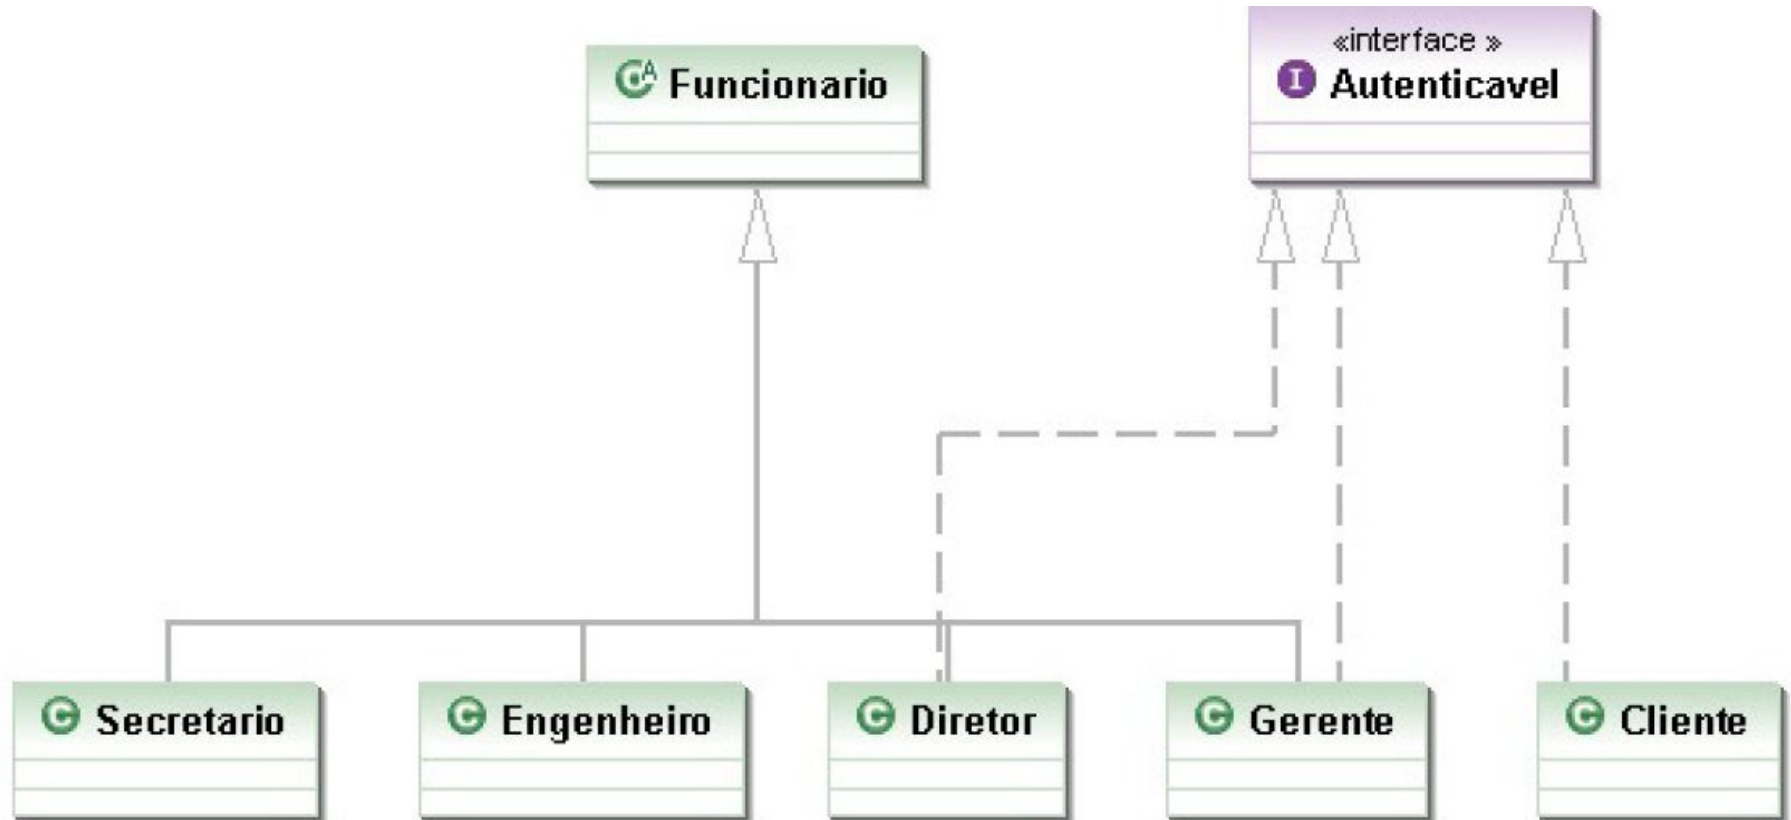 Funcionario
«interface »
Autenticavel
Secretario
Engenheiro
Diretor
Gerente
Cliente